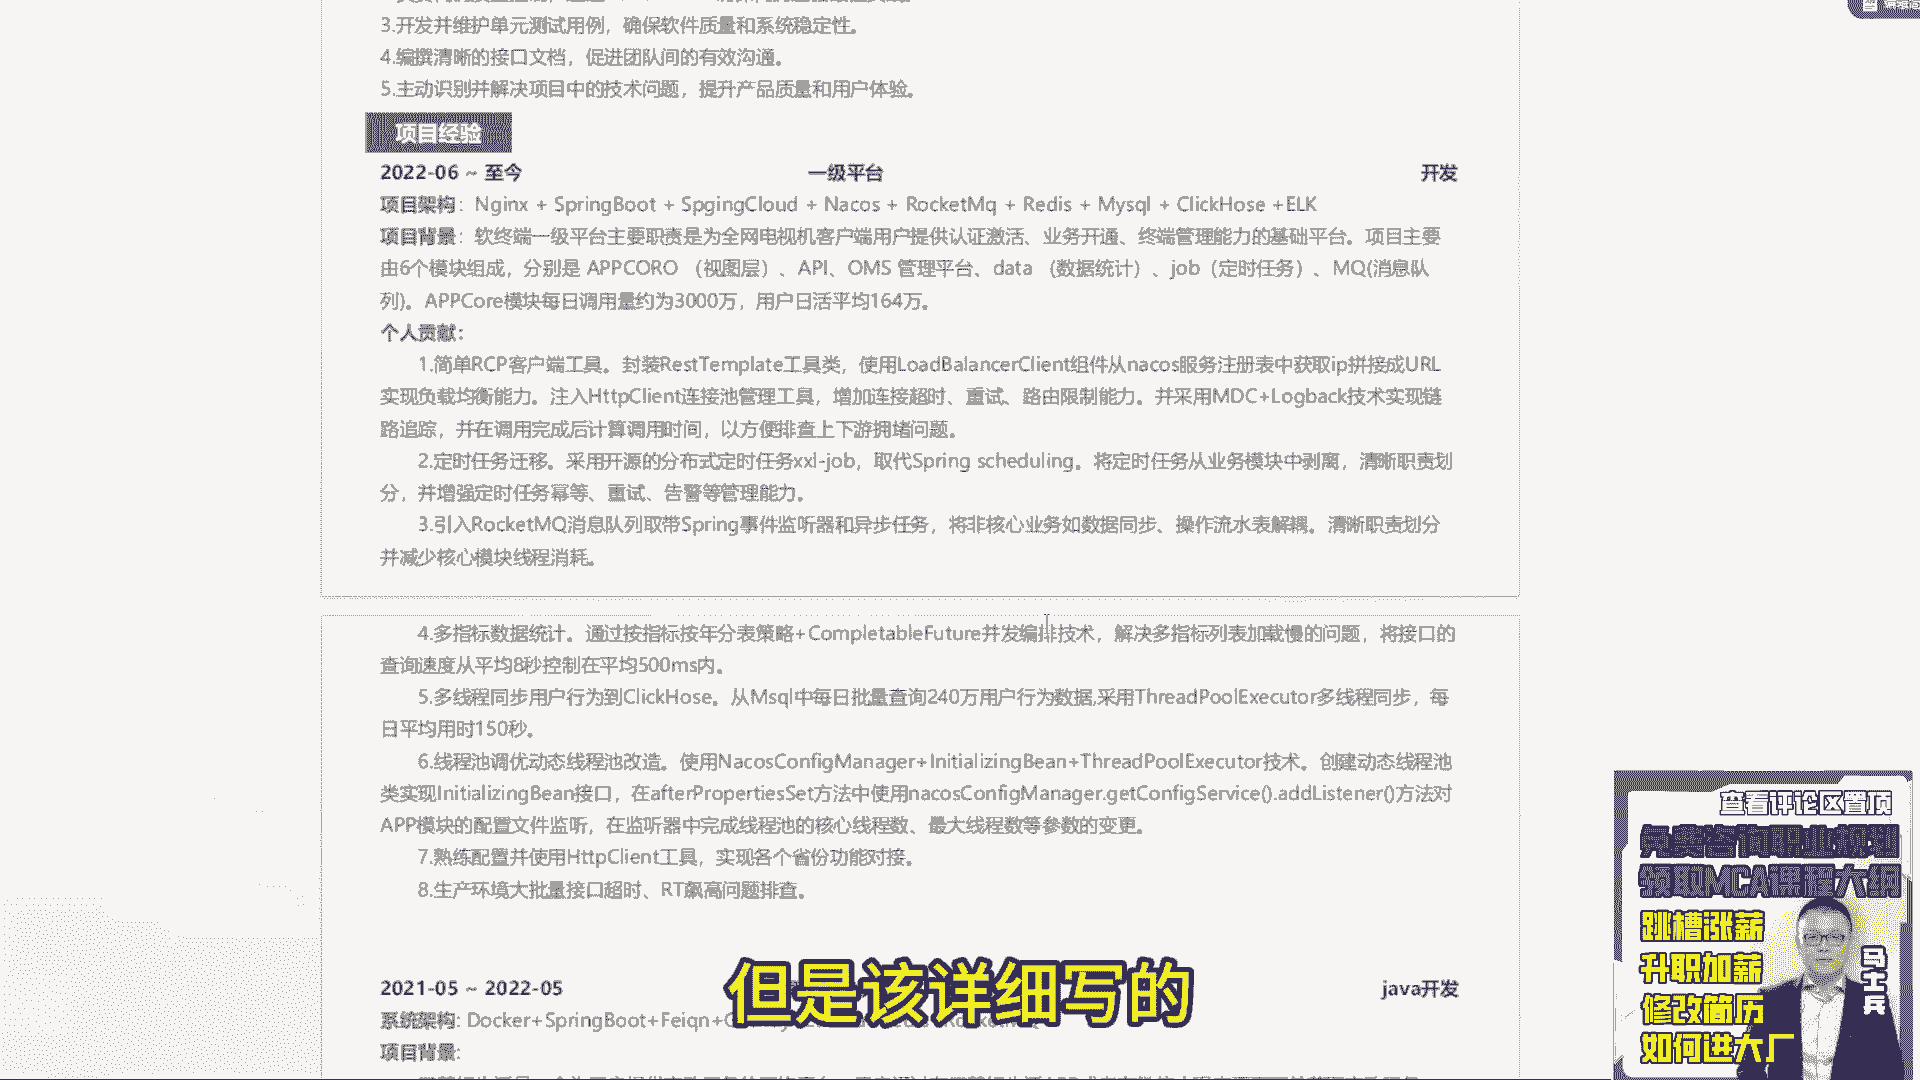 3.开发并维护单元测试用例，确保软件质量和系统稳定性。
4.编撰清晰的接口文档，促进团队间的有效沟通。
5.主动识别并解决项目中的技术问题，提升产品质量和用户体验。
项目经验
2022-06 ~ 至今 一级平台 开发
项目架构：Nginx + SpringBoot + SpgingCloud + Nacos + RocketMq + Redis + Mysql + ClickHose +ELK
项目背景：软终端一级平台主要职责是为全网电视机客户端用户提供认证激活、业务开通、终端管理能力的基础平台。项目主要
由6个模块组成，分别是 APPCORO （视图层）、API、OMS 管理平台、data （数据统计）、job（定时任务）、MQ(消息队
列)。APPCore模块每日调用量约为3000万，用户日活平均164万。
个人贡献：
1.简单RCP客户端工具。封装RestTemplate工具类，使用LoadBalancerClient组件从nacos服务注册表中获取ip拼接成URL
实现负载均衡能力。注入HttpClient连接池管理工具，增加连接超时、重试、路由限制能力。并采用MDC+Logback技术实现链
路追踪，并在调用完成后计算调用时间，以方便排查上下游拥堵问题。
2.定时任务迁移。采用开源的分布式定时任务xxl-job，取代Spring scheduling。将定时任务从业务模块中剥离，清晰职责划
分，并增强定时任务幂等、重试、告警等管理能力。
3.引入RocketMQ消息队列取带Spring事件监听器和异步任务，将非核心业务如数据同步、操作流水表解耦。清晰职责划分
并减少核心模块线程消耗。
4.多指标数据统计。通过按指标按年分表策略+CompletableFuture并发编排技术，解决多指标列表加载慢的问题，将接口的
查询速度从平均8秒控制在平均500ms内。
5.多线程同步用户行为到ClickHose。从Msql中每日批量查询240万用户行为数据,采用ThreadPoolExecutor多线程同步，每
日平均用时150秒。
6.线程池调优动态线程池改造。使用NacosConfigManager+InitializingBean+ThreadPoolExecutor技术。创建动态线程池
类实现InitializingBean接口，在afterPropertiesSet方法中使用nacosConfigManager.getConfigService().addListener()方法对
APP模块的配置文件监听，在监听器中完成线程池的核心线程数、最大线程数等参数的变更。
7.熟练配置并使用HttpClient工具，实现各个省份功能对接。
8.生产环境大批量接口超时、RT飙高问题排查。
2021-05 ~ 2022-05 java开发
系统架构: Docker+SpringBoot+Feign+
项目背景:
但是该详细写的
查看评论区置顶
免费咨询职业规划
领取MCA课程大纲
跳槽涨薪
升职加薪
修改简历
如何进大厂
马士兵